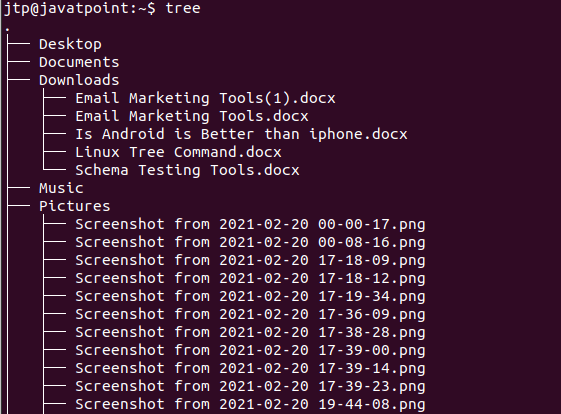 jtp@javatpoint:~$ tree
.
├── Desktop
├── Documents
├── Downloads
│   ├── Email Marketing Tools(1).docx
│   ├── Email Marketing Tools.docx
│   ├── Is Android is Better than iphone.docx
│   ├── Linux Tree Command.docx
│   └── Schema Testing Tools.docx
├── Music
├── Pictures
│   ├── Screenshot from 2021-02-20 00-00-17.png
│   ├── Screenshot from 2021-02-20 00-08-16.png
│   ├── Screenshot from 2021-02-20 17-18-09.png
│   ├── Screenshot from 2021-02-20 17-18-12.png
│   ├── Screenshot from 2021-02-20 17-19-34.png
│   ├── Screenshot from 2021-02-20 17-36-09.png
│   ├── Screenshot from 2021-02-20 17-38-28.png
│   ├── Screenshot from 2021-02-20 17-39-00.png
│   ├── Screenshot from 2021-02-20 17-39-14.png
│   ├── Screenshot from 2021-02-20 17-39-23.png
│   ├── Screenshot from 2021-02-20 19-44-08.png